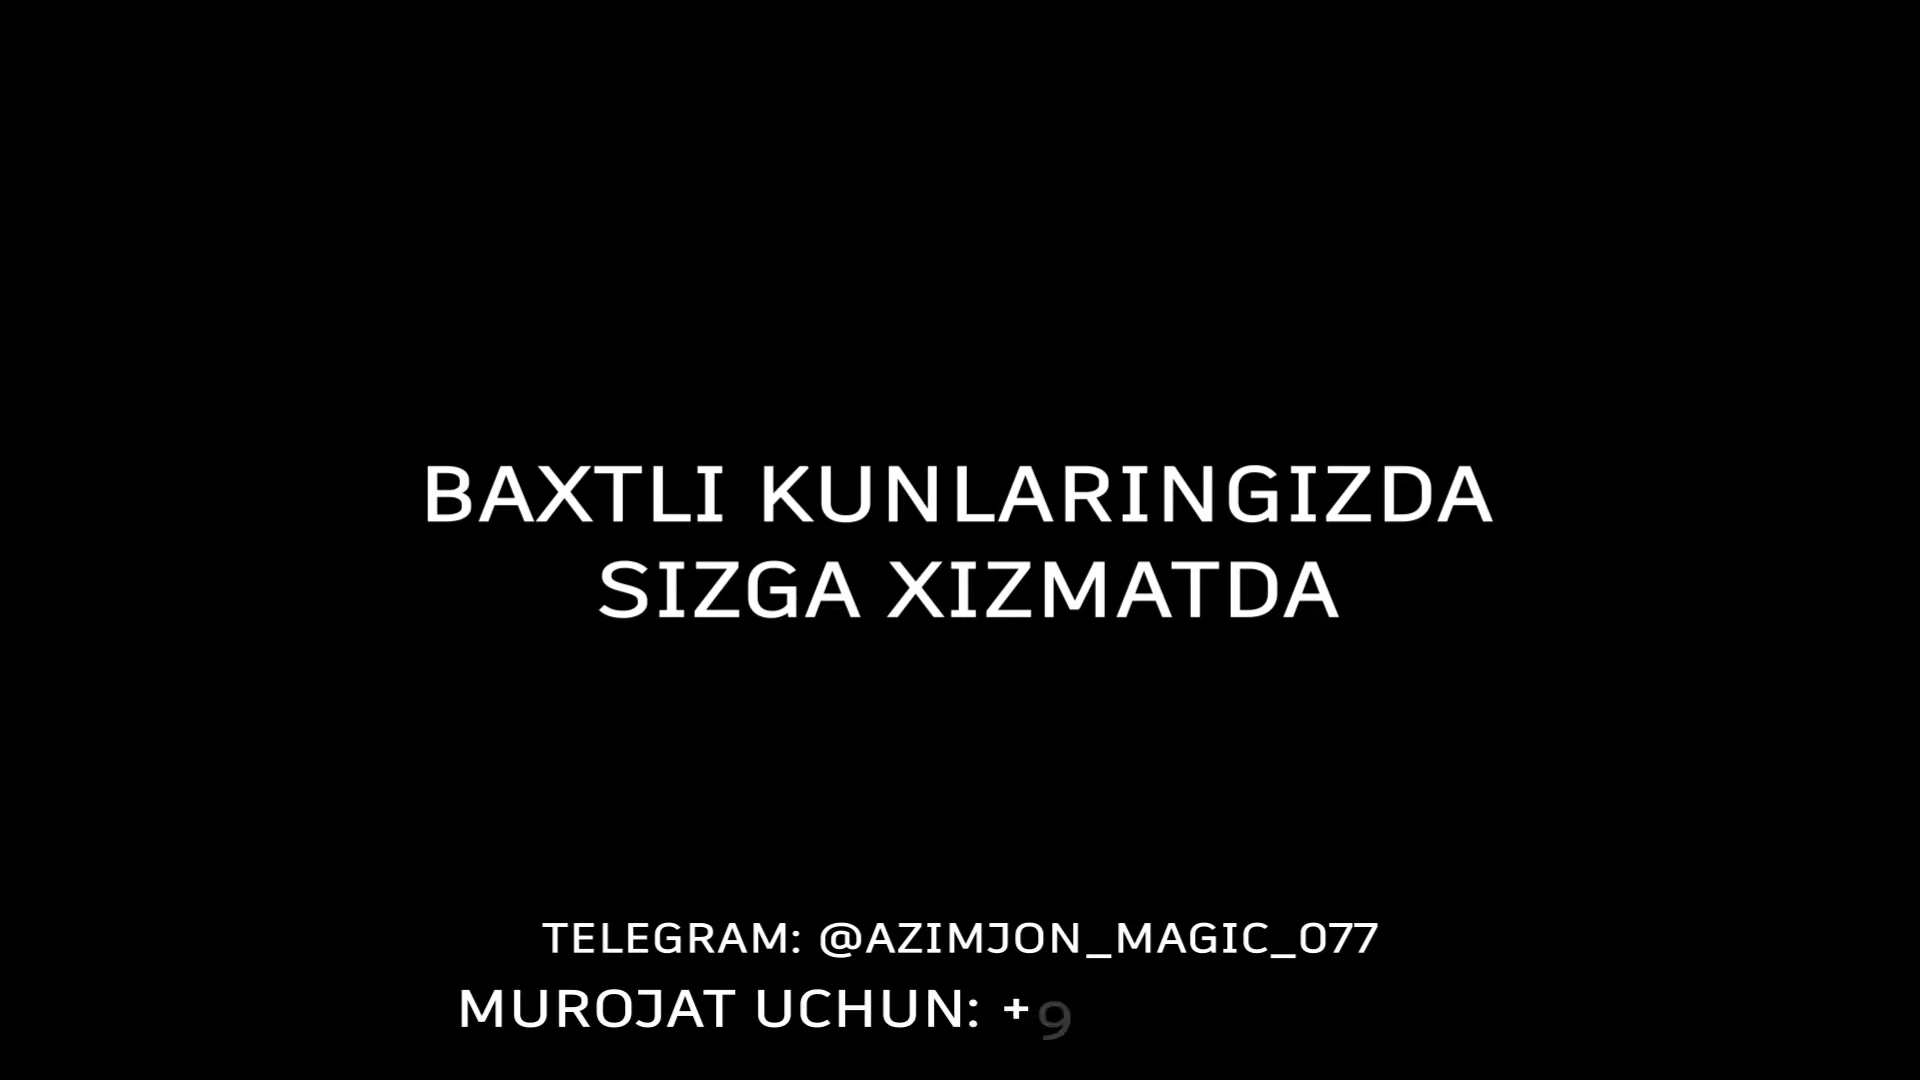 BAXTLI KUNLARINGIZDA
SIZGA XIZMATDA
TELEGRAM: @AZIMJON_MAGIC_077
MUROJAT UCHUN: +9